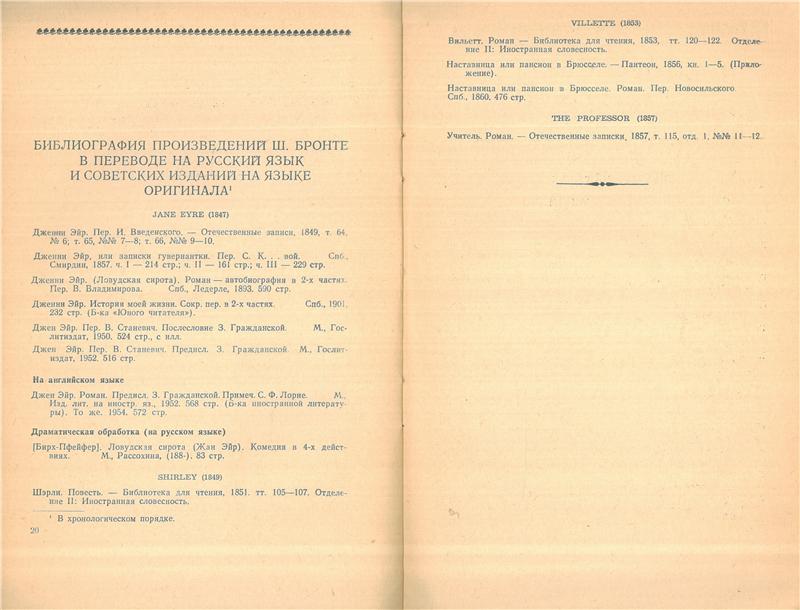 БИБЛИОГРАФИЯ ПРОИЗВЕДЕНИЙ Ш. БРОНТЕ
В ПЕРЕВОДЕ НА РУССКИЙ ЯЗЫК
И СОВЕТСКИХ ИЗДАНИЙ НА ЯЗЫКЕ
ОРИГИНАЛА¹
JANE EYRE (1847)
Дженни Эйр. Пер. И. Введенского. — Отечественные записи, 1849, т. 64,
№ 6; т. 65, №№ 7—8; т. 66, №№ 9—10.
Дженни Эйр, или записки гувернантки. Пер. С. К. . . вой. Спб.,
Смирдин, 1857. ч. I — 214 стр.; ч. II — 161 стр.; ч. III — 229 стр.
Дженни Эйр. (Ловудская сирота). Роман — автобиография в 2-х частях.
Пер. В. Владимирова. Спб., Ледерле, 1893. 590 стр.
Дженни Эйр. История моей жизни. Сокр. пер. в 2-х частях. Спб., 1901.
232 стр. (Б-ка «Юного читателя»).
Джен Эйр. Пер. В. Станевич. Послесловие З. Гражданской. М., Гос-
литиздат, 1950. 524 стр., с илл.
Джен Эйр. Пер. В. Станевич. Предисл. З. Гражданской. М., Гослит-
издат, 1952. 516 стр.
На английском языке
Джен Эйр. Роман. Предисл. З. Гражданской. Примеч. С. Ф. Лорие. М.,
Изд. лит. на иностр. яз., 1952. 568 стр. (Б-ка иностранной литерату-
ры). То же. 1954. 572 стр.
Драматическая обработка (на русском языке)
[Бирх-Пфейфер]. Ловудская сирота (Жан Эйр). Комедия в 4-х дейст-
виях. М., Рассохина, (188-). 83 стр.
SHIRLEY (1849)
Шэрли. Повесть. — Библиотека для чтения, 1851. тт. 105—107. Отделе-
ние II: Иностранная словесность.
¹ В хронологическом порядке.
20
VILLETTE (1853)
Вильетт. Роман — Библиотека для чтения, 1853, тт. 120—122. Отделе-
ние II: Иностранная словесность.
Наставница или пансион в Брюсселе. — Пантеон, 1856, кн. 1—5. (Прило-
жение).
Наставница или пансион в Брюсселе. Роман. Пер. Новосильского.
Спб., 1860. 476 стр.
THE PROFESSOR (1857)
Учитель. Роман. — Отечественные записки, 1857, т. 115, отд. 1, №№ 11—12.